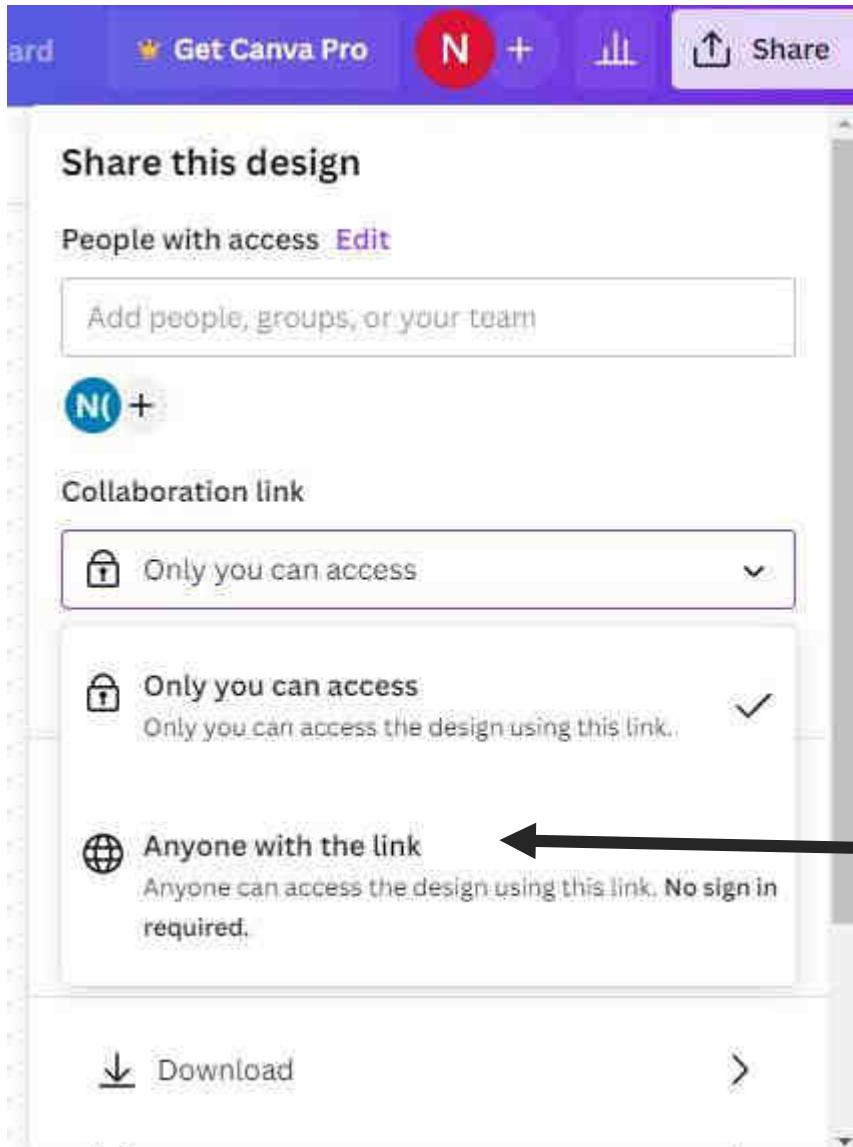 ard Get Canva Pro N + Share
Share this design
People with access Edit
Add people, groups, or your team
N( +
Collaboration link
Only you can access
Only you can access
Only you can access the design using this link.
Anyone with the link
Anyone can access the design using this link. No sign in
required.
Download